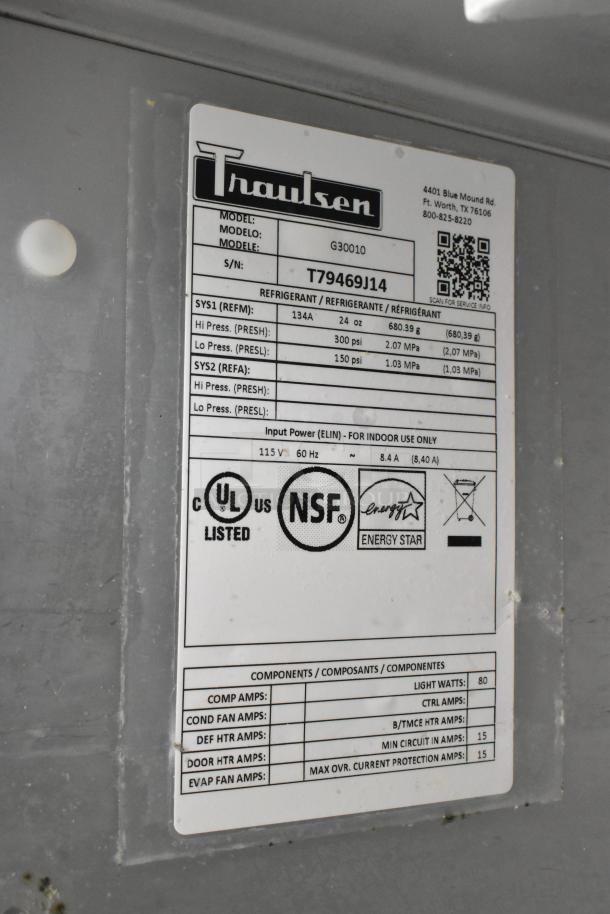 Traulsen
4401 Blue Mound Rd.
Ft. Worth, TX 76106
800-825-8220
MODEL:
MODELO:
MODELE:
G30010
S/N:
T79469J14
SCAN FOR SERVICE INFO
REFRIGERANT / REFRIGERANTE / RÉFRIGÉRANT
SYS1 (REFM): 134A 24 oz 680.39 g (680,39 g)
Hi Press. (PRESH): 300 psi 2.07 MPa (2,07 MPa)
Lo Press. (PRESL): 150 psi 1.03 MPa (1,03 MPa)
SYS2 (REFA):
Hi Press. (PRESH):
Lo Press. (PRESL):
Input Power (ELIN) - FOR INDOOR USE ONLY
115 V 60 Hz ~ 8.4 A (8,40 A)
C UL US
LISTED
NSF®
energy
ENERGY STAR
COMPONENTS / COMPOSANTS / COMPONENTES
COMP AMPS: LIGHT WATTS: 80
COND FAN AMPS: CTRL AMPS:
DEF HTR AMPS: B/TMCE HTR AMPS:
DOOR HTR AMPS: MIN CIRCUIT IN AMPS: 15
EVAP FAN AMPS: MAX OVR. CURRENT PROTECTION AMPS: 15